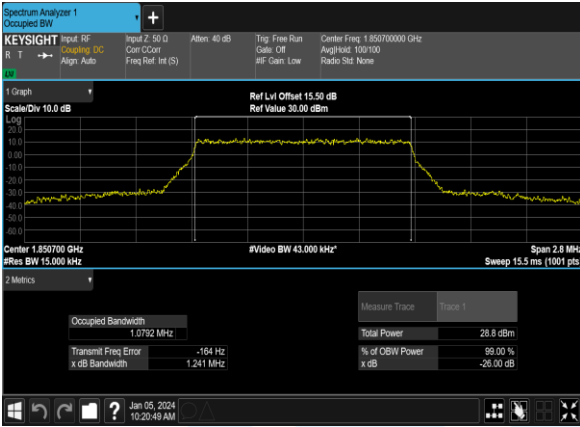 Spectrum Analyzer 1
Occupied BW
+
KEYSIGHT
R T
Input: RF
Coupling: DC
Align: Auto
Input Z: 50 Ω
Corr CCorr
Freq Ref: Int (S)
Atten: 40 dB
Trig: Free Run
Gate: Off
#IF Gain: Low
Center Freq: 1.850700000 GHz
Avg|Hold: 100/100
Radio Std: None
1 Graph
Scale/Div 10.0 dB
Ref Lvl Offset 15.50 dB
Ref Value 30.00 dBm
Log
20.0
10.0
0.00
-10.0
-20.0
-30.0
-40.0
-50.0
-60.0
Center 1.850700 GHz
#Video BW 43.000 kHz*
Span 2.8 MHz
#Res BW 15.000 kHz
Sweep 15.5 ms (1001 pts
2 Metrics
Measure Trace
Trace 1
Occupied Bandwidth
1.0792 MHz
Total Power
28.8 dBm
Transmit Freq Error
-164 Hz
% of OBW Power
99.00 %
x dB Bandwidth
1.241 MHz
x dB
-26.00 dB
?
Jan 05, 2024
10:20:49 AM